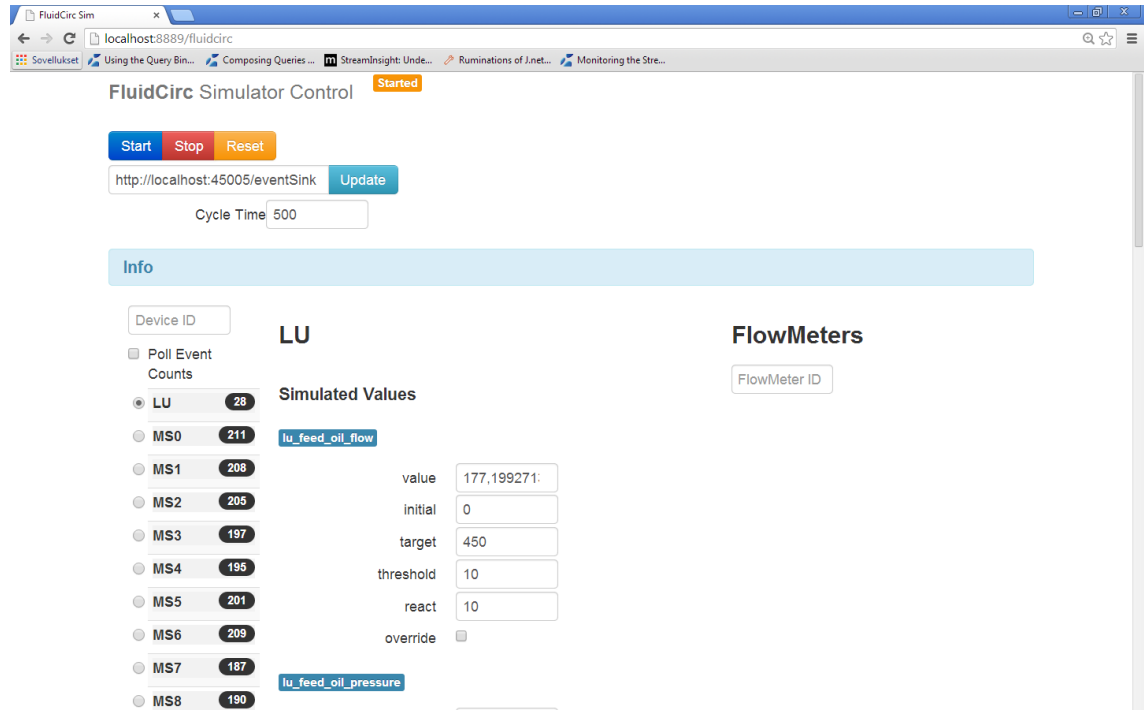 FluidCirc Sim
localhost:8889/fluidcirc
Sovellukset Using the Query Bin... Composing Queries ... StreamInsight: Unde... Ruminations of J.net... Monitoring the Stre...
FluidCirc Simulator Control Started
Start Stop Reset
http://localhost:45005/eventSink Update
Cycle Time 500
Info
Device ID
Poll Event
Counts
LU 28
MS0 211
MS1 208
MS2 205
MS3 197
MS4 195
MS5 201
MS6 209
MS7 187
MS8 190
LU
Simulated Values
lu_feed_oil_flow
value 177,199271
initial 0
target 450
threshold 10
react 10
override
lu_feed_oil_pressure
FlowMeters
FlowMeter ID